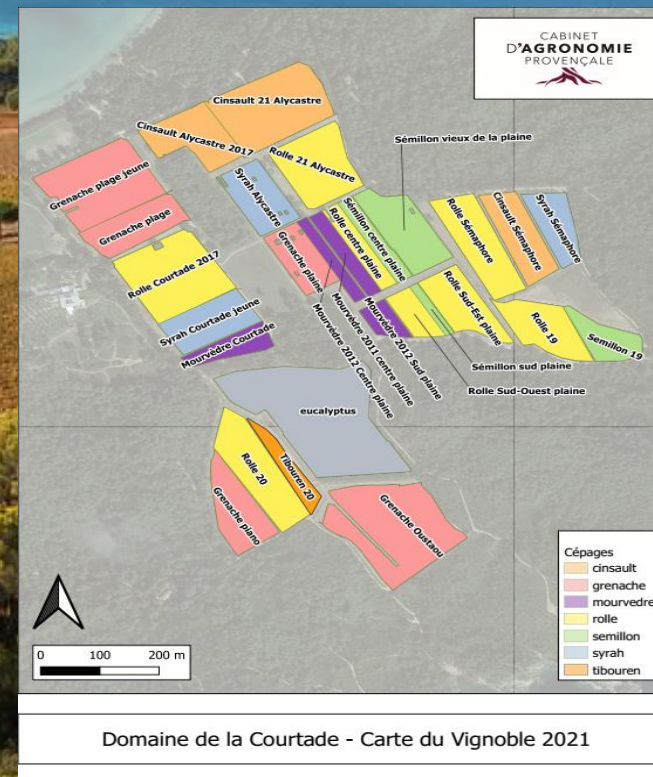 CABINET
D'AGRONOMIE
PROVENÇALE
Cinsault 21 Alycastre
Cinsault Alycastre 2017
Sémillon vieux de la plaine
Rolle 21 Alycastre
Grenache plage jeune
Syrah Alycastre
Grenache plage
Rolle Sémaphore
Cinsault Sémaphore
Syrah Sémaphore
Sémillon centre plaine
Rolle centre plaine
Grenache plaine
Rolle Courtade 2017
Syrah Courtade jeune
Mourvèdre Courtade
Mourvèdre 2012 Centre plaine
Mourvèdre 2011 centre plaine
Mourvèdre 2012 Sud plaine
Rolle Sud-Est plaine
Rolle 19
Semillon 19
Sémillon sud plaine
Rolle Sud-Ouest plaine
eucalyptus
Rolle 20
Tibouren 20
Grenache piano
Grenache Oustaou
Cépages
cinsault
grenache
mourvedre
rolle
semillon
syrah
tibouren
0 100 200 m
Domaine de la Courtade - Carte du Vignoble 2021